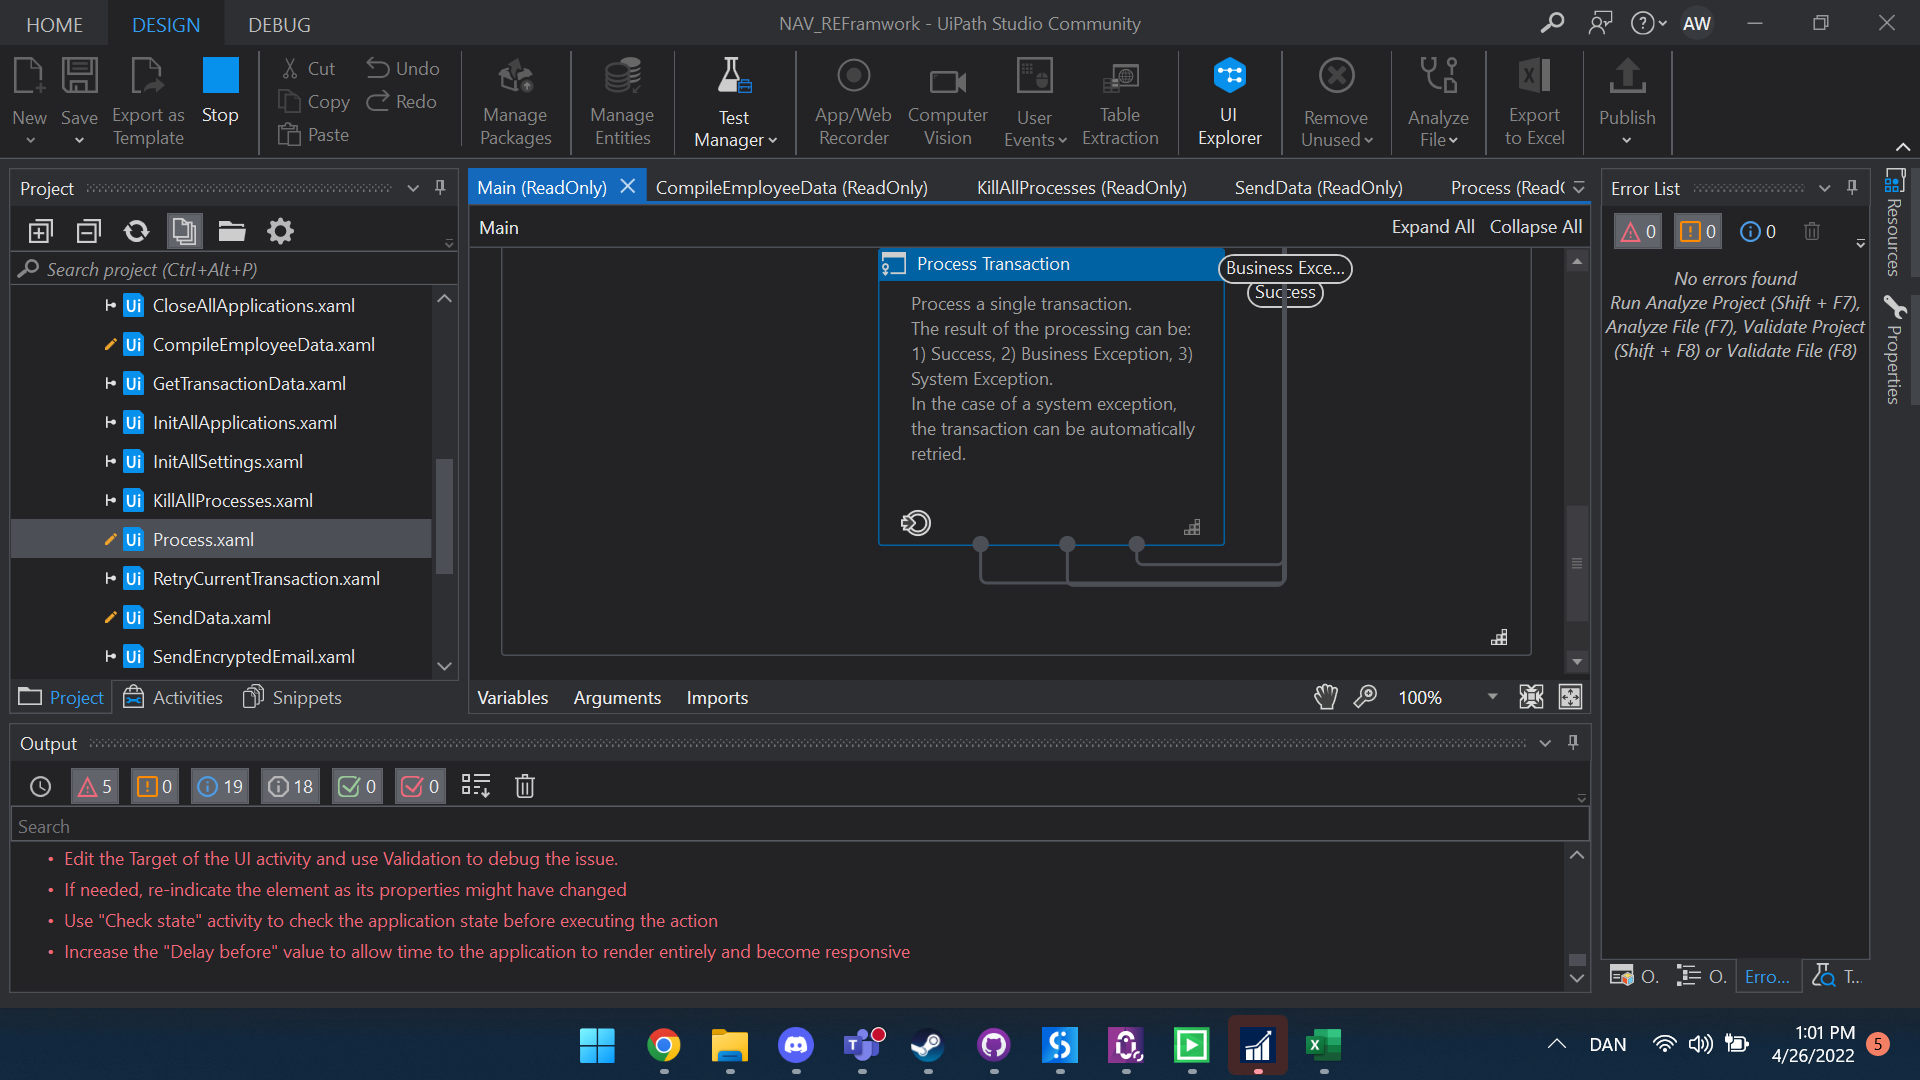 HOME
DESIGN
DEBUG
NAV_REFramwork - UiPath Studio Community
AW
New
Save
Export as
Template
Stop
Cut
Copy
Paste
Undo
Redo
Manage
Packages
Manage
Entities
Test
Manager
App/Web
Recorder
Computer
Vision
User
Events
Table
Extraction
UI
Explorer
Remove
Unused
Analyze
File
Export
to Excel
Publish
Project
Search project (Ctrl+Alt+P)
CloseAllApplications.xaml
CompileEmployeeData.xaml
GetTransactionData.xaml
InitAllApplications.xaml
InitAllSettings.xaml
KillAllProcesses.xaml
Process.xaml
RetryCurrentTransaction.xaml
SendData.xaml
SendEncryptedEmail.xaml
Project
Activities
Snippets
Main (ReadOnly)
CompileEmployeeData (ReadOnly)
KillAllProcesses (ReadOnly)
SendData (ReadOnly)
Process (ReadO
Main
Expand All
Collapse All
Process Transaction
Business Exce...
Success
Process a single transaction.
The result of the processing can be:
1) Success, 2) Business Exception, 3)
System Exception.
In the case of a system exception,
the transaction can be automatically
retried.
Variables
Arguments
Imports
100%
Error List
0
0
0
No errors found
Run Analyze Project (Shift + F7),
Analyze File (F7), Validate Project
(Shift + F8) or Validate File (F8)
Resources
Properties
Output
5
0
19
18
0
0
Search
• Edit the Target of the UI activity and use Validation to debug the issue.
• If needed, re-indicate the element as its properties might have changed
• Use "Check state" activity to check the application state before executing the action
• Increase the "Delay before" value to allow time to the application to render entirely and become responsive
O.
O.
Erro...
T...
DAN
1:01 PM
4/26/2022
5